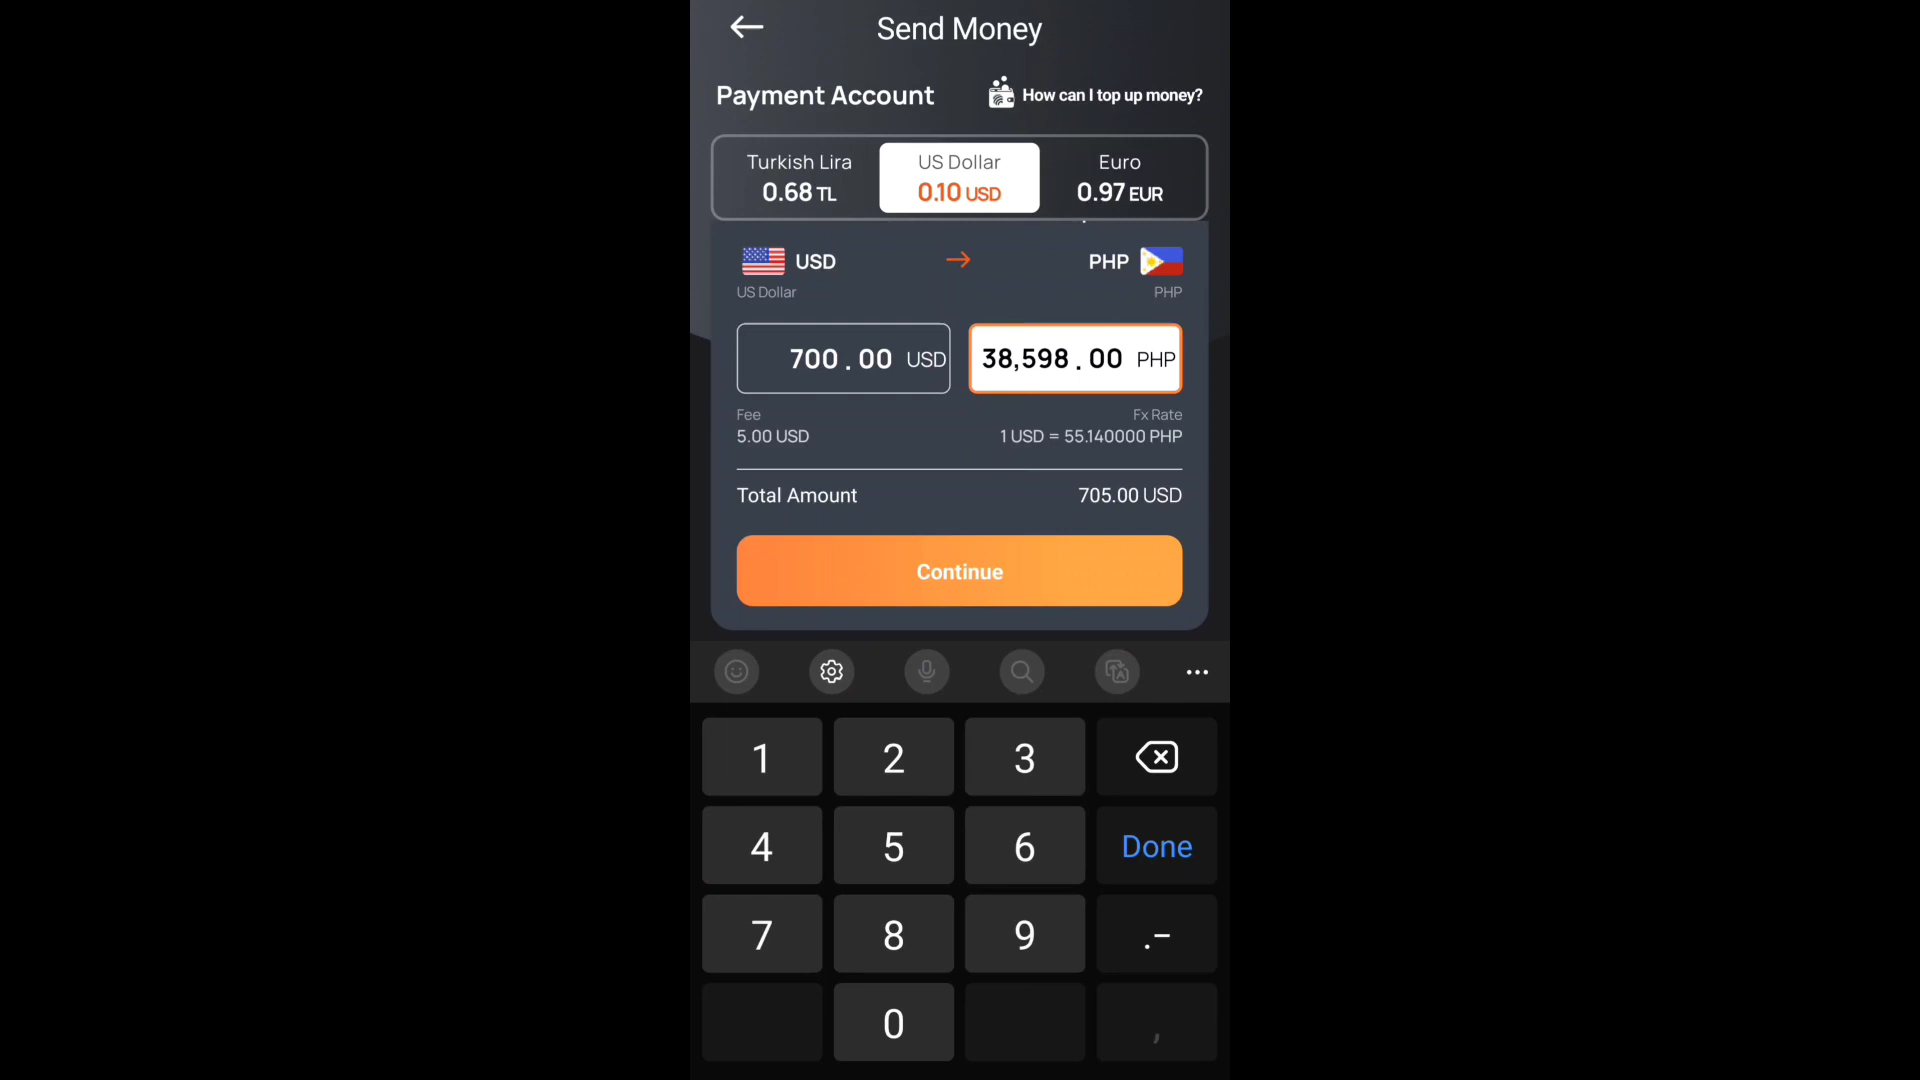 Send Money
Payment Account
How can I top up money?
Turkish Lira US Dollar Euro
0.68 TL 0.10 USD 0.97 EUR
USD PHP
US Dollar PHP
700.00 USD 38,598.00 PHP
Fee Fx Rate
5.00 USD 1 USD = 55.140000 PHP
Total Amount 705.00 USD
Continue
1 2 3
4 5 6 Done
7 8 9 .-
0 ,